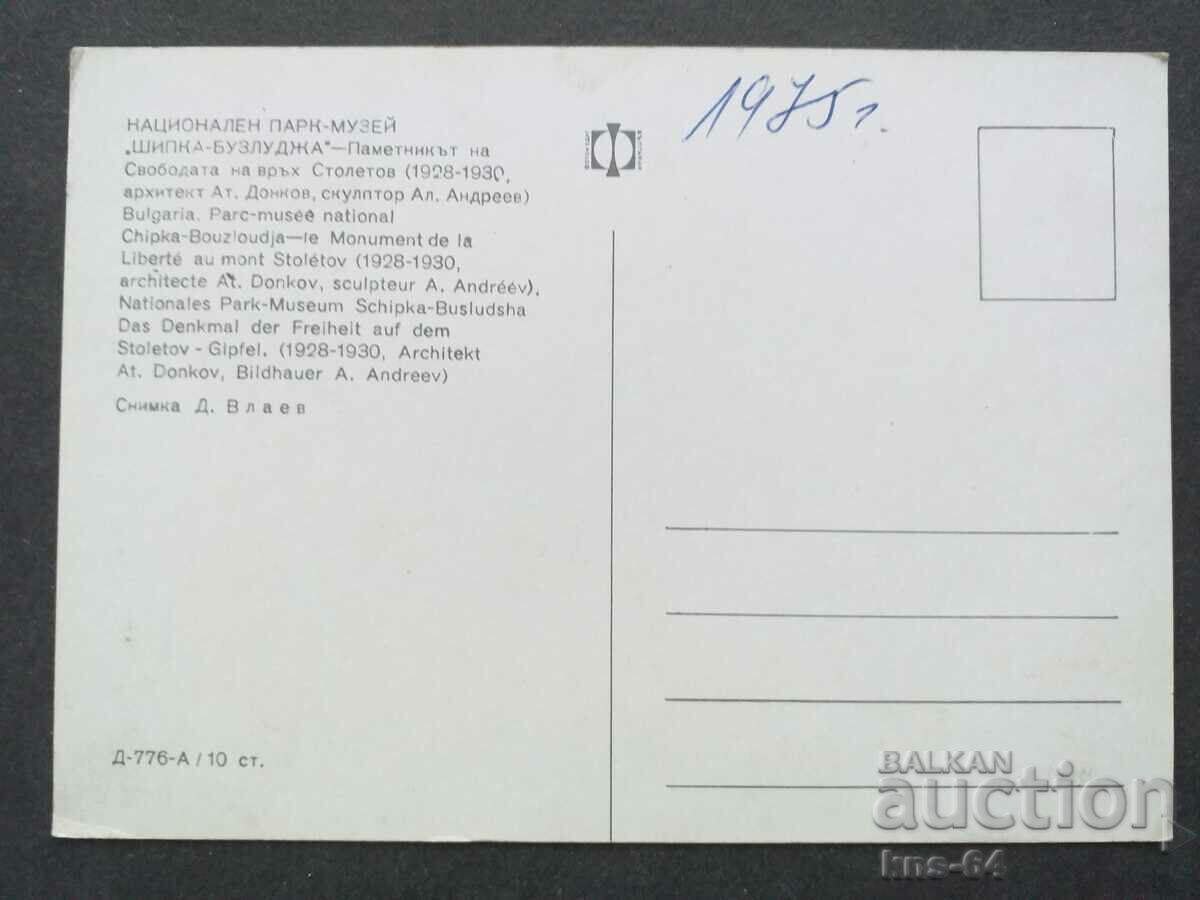 НАЦИОНАЛЕН ПАРК-МУЗЕЙ
„ШИПКА-БУЗЛУДЖА"—Паметникът на
Свободата на връх Столетов (1928-1930,
архитект Ат. Донков, скулптор Ал. Андреев)
Bulgaria. Parc-musée national
Chipka-Bouzloudja—le Monument de la
Liberté au mont Stolétov (1928-1930,
architecte At. Donkov, sculpteur A. Andréév).
Nationales Park-Museum Schipka-Busludsha
Das Denkmal der Freiheit auf dem
Stoletov - Gipfel. (1928-1930, Architekt
At. Donkov, Bildhauer A. Andreev)
Снимка Д. Влаев
Д-776-А / 10 ст.
1975 г.
BALKAN
auction
kns-64